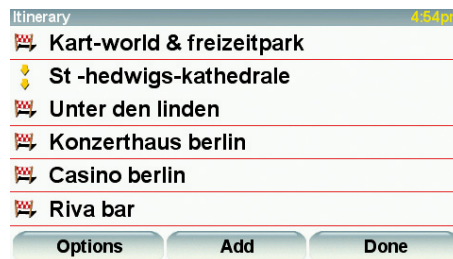 Itinerary 4:54pm
Kart-world & freizeitpark
St -hedwigs-kathedrale
Unter den linden
Konzerthaus berlin
Casino berlin
Riva bar
Options Add Done